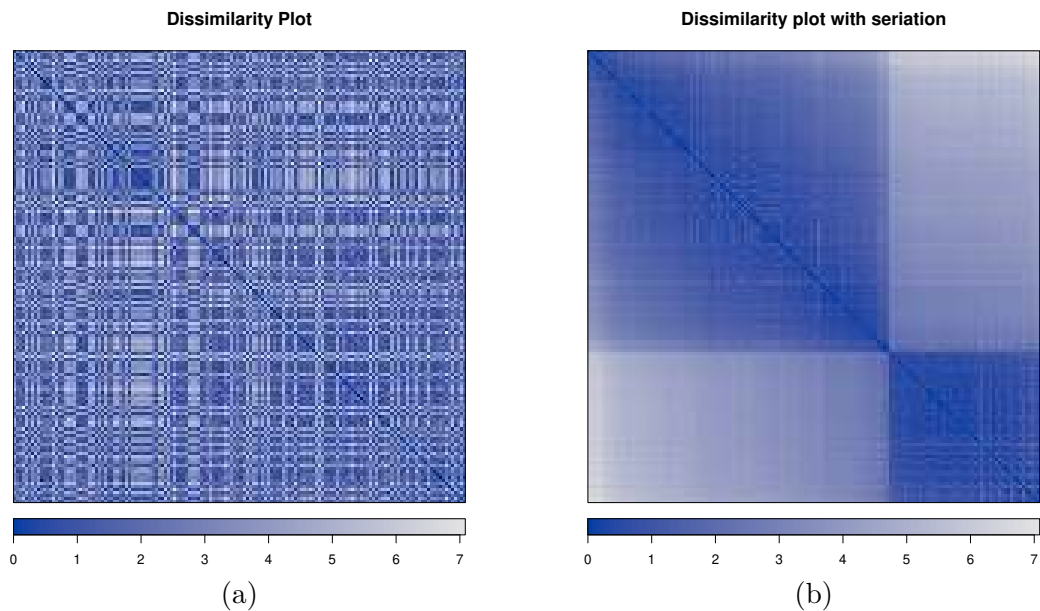 Dissimilarity Plot
0 1 2 3 4 5 6 7
(a)
Dissimilarity plot with seriation
0 1 2 3 4 5 6 7
(b)